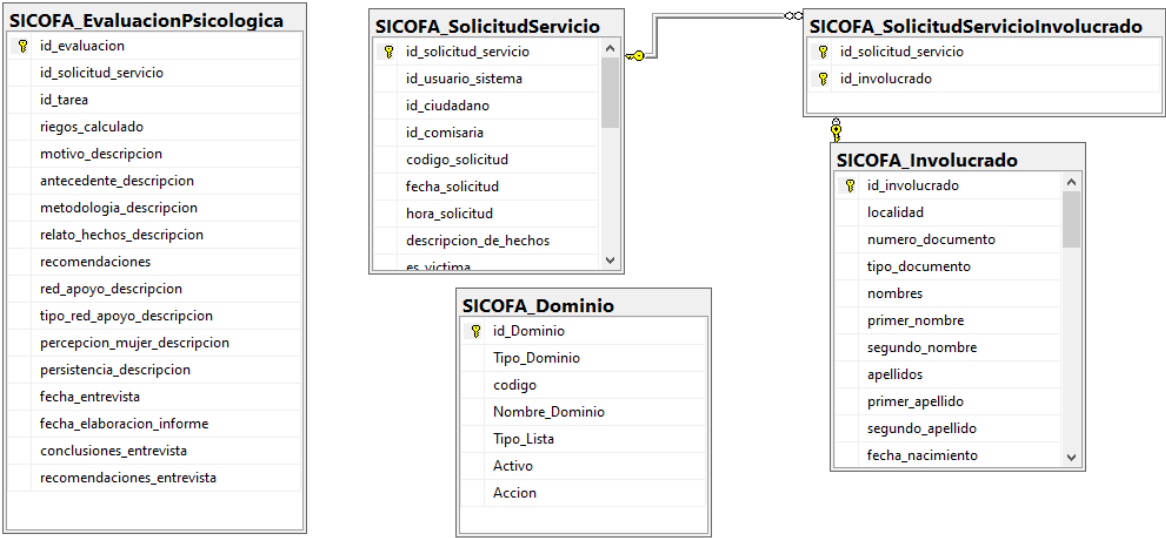 SICOFA_EvaluacionPsicologica
id_evaluacion
id_solicitud_servicio
id_tarea
riegos_calculado
motivo_descripcion
antecedente_descripcion
metodologia_descripcion
relato_hechos_descripcion
recomendaciones
red_apoyo_descripcion
tipo_red_apoyo_descripcion
percepcion_mujer_descripcion
persistencia_descripcion
fecha_entrevista
fecha_elaboracion_informe
conclusiones_entrevista
recomendaciones_entrevista
SICOFA_SolicitudServicio
id_solicitud_servicio
id_usuario_sistema
id_ciudadano
id_comisaria
codigo_solicitud
fecha_solicitud
hora_solicitud
descripcion_de_hechos
es_victima
SICOFA_SolicitudServicioInvolucrado
id_solicitud_servicio
id_involucrado
SICOFA_Involucrado
id_involucrado
localidad
numero_documento
tipo_documento
nombres
primer_nombre
segundo_nombre
apellidos
primer_apellido
segundo_apellido
fecha_nacimiento
SICOFA_Dominio
id_Dominio
Tipo_Dominio
codigo
Nombre_Dominio
Tipo_Lista
Activo
Accion